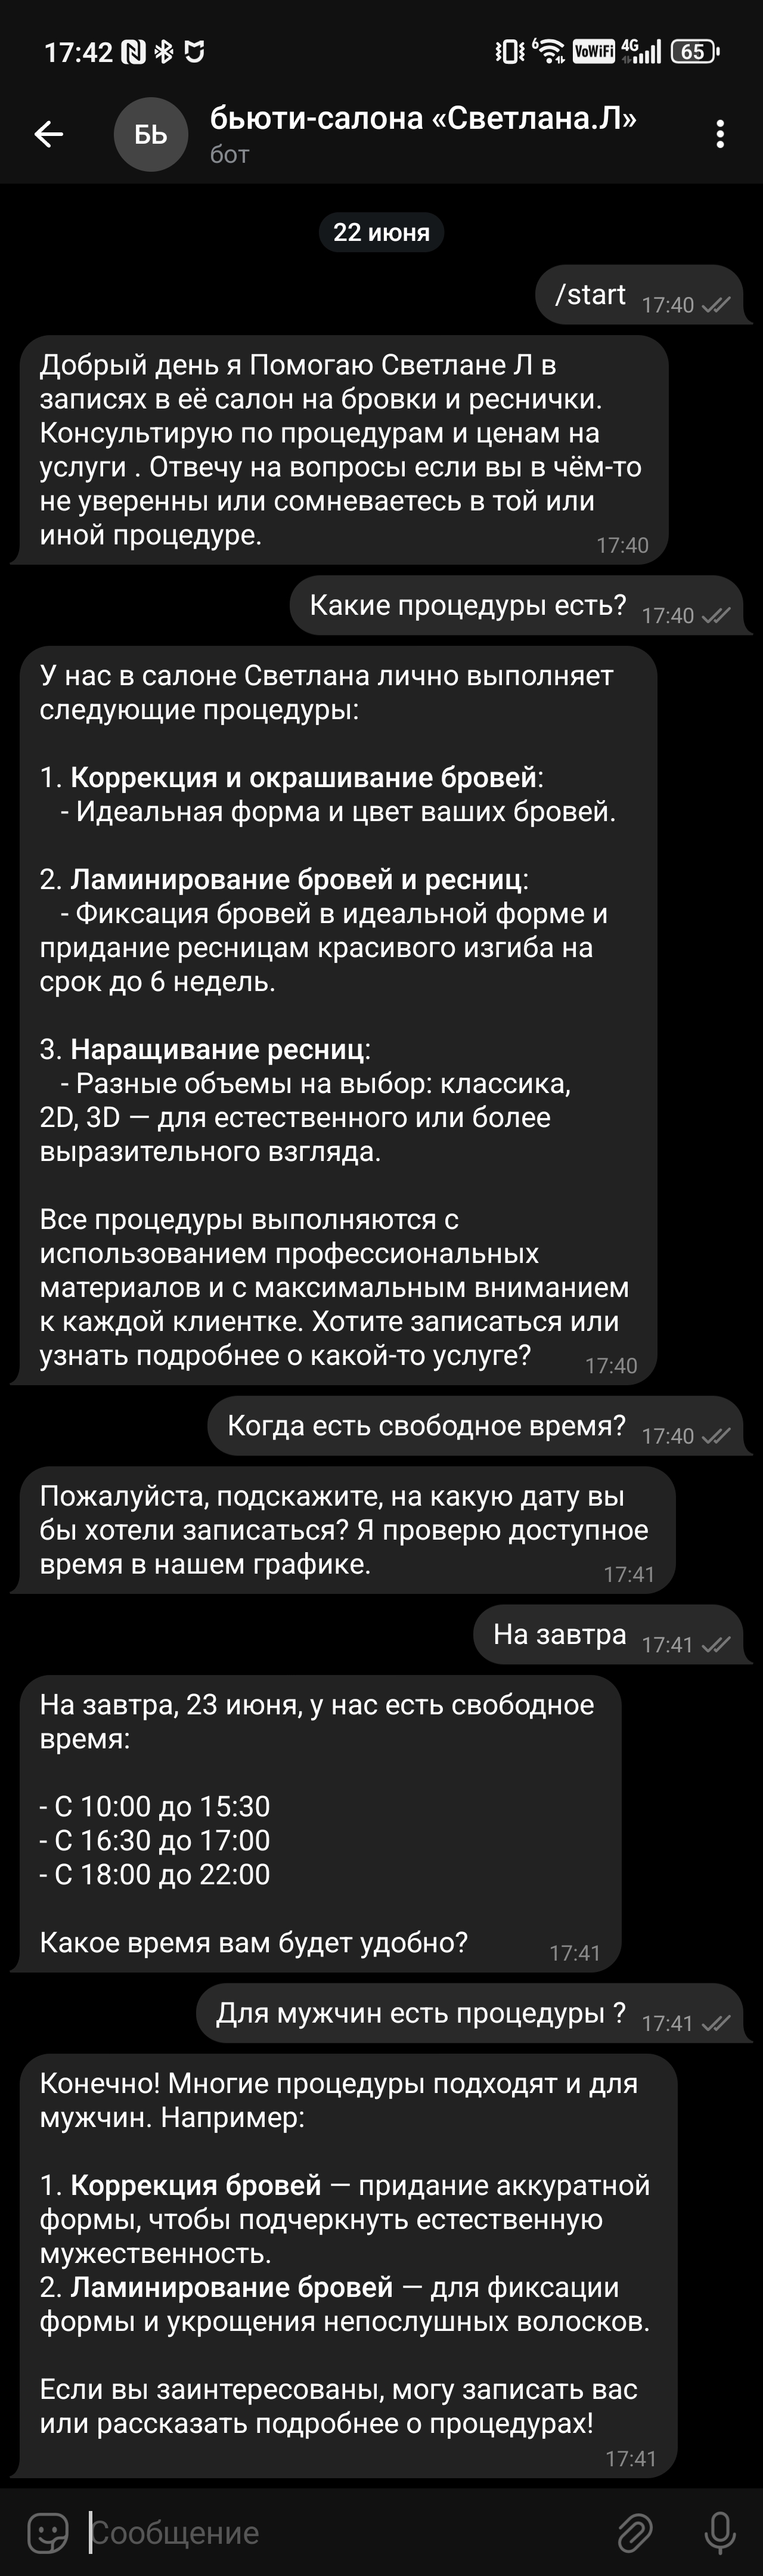 17:42
6
VoWiFi
4G
65
БЬ
бьюти-салона «Светлана.Л»
бот
22 июня
/start 17:40
Добрый день я Помогаю Светлане Л в
записях в её салон на бровки и реснички.
Консультирую по процедурам и ценам на
услуги . Отвечу на вопросы если вы в чём-то
не уверенны или сомневаетесь в той или
иной процедуре. 17:40
Какие процедуры есть? 17:40
У нас в салоне Светлана лично выполняет
следующие процедуры:
1. Коррекция и окрашивание бровей:
- Идеальная форма и цвет ваших бровей.
2. Ламинирование бровей и ресниц:
- Фиксация бровей в идеальной форме и
придание ресницам красивого изгиба на
срок до 6 недель.
3. Наращивание ресниц:
- Разные объемы на выбор: классика,
2D, 3D — для естественного или более
выразительного взгляда.
Все процедуры выполняются с
использованием профессиональных
материалов и с максимальным вниманием
к каждой клиентке. Хотите записаться или
узнать подробнее о какой-то услуге? 17:40
Когда есть свободное время? 17:40
Пожалуйста, подскажите, на какую дату вы
бы хотели записаться? Я проверю доступное
время в нашем графике. 17:41
На завтра 17:41
На завтра, 23 июня, у нас есть свободное
время:
- С 10:00 до 15:30
- С 16:30 до 17:00
- С 18:00 до 22:00
Какое время вам будет удобно? 17:41
Для мужчин есть процедуры ? 17:41
Конечно! Многие процедуры подходят и для
мужчин. Например:
1. Коррекция бровей — придание аккуратной
формы, чтобы подчеркнуть естественную
мужественность.
2. Ламинирование бровей — для фиксации
формы и укрощения непослушных волосков.
Если вы заинтересованы, могу записать вас
или рассказать подробнее о процедурах!
17:41
Сообщение